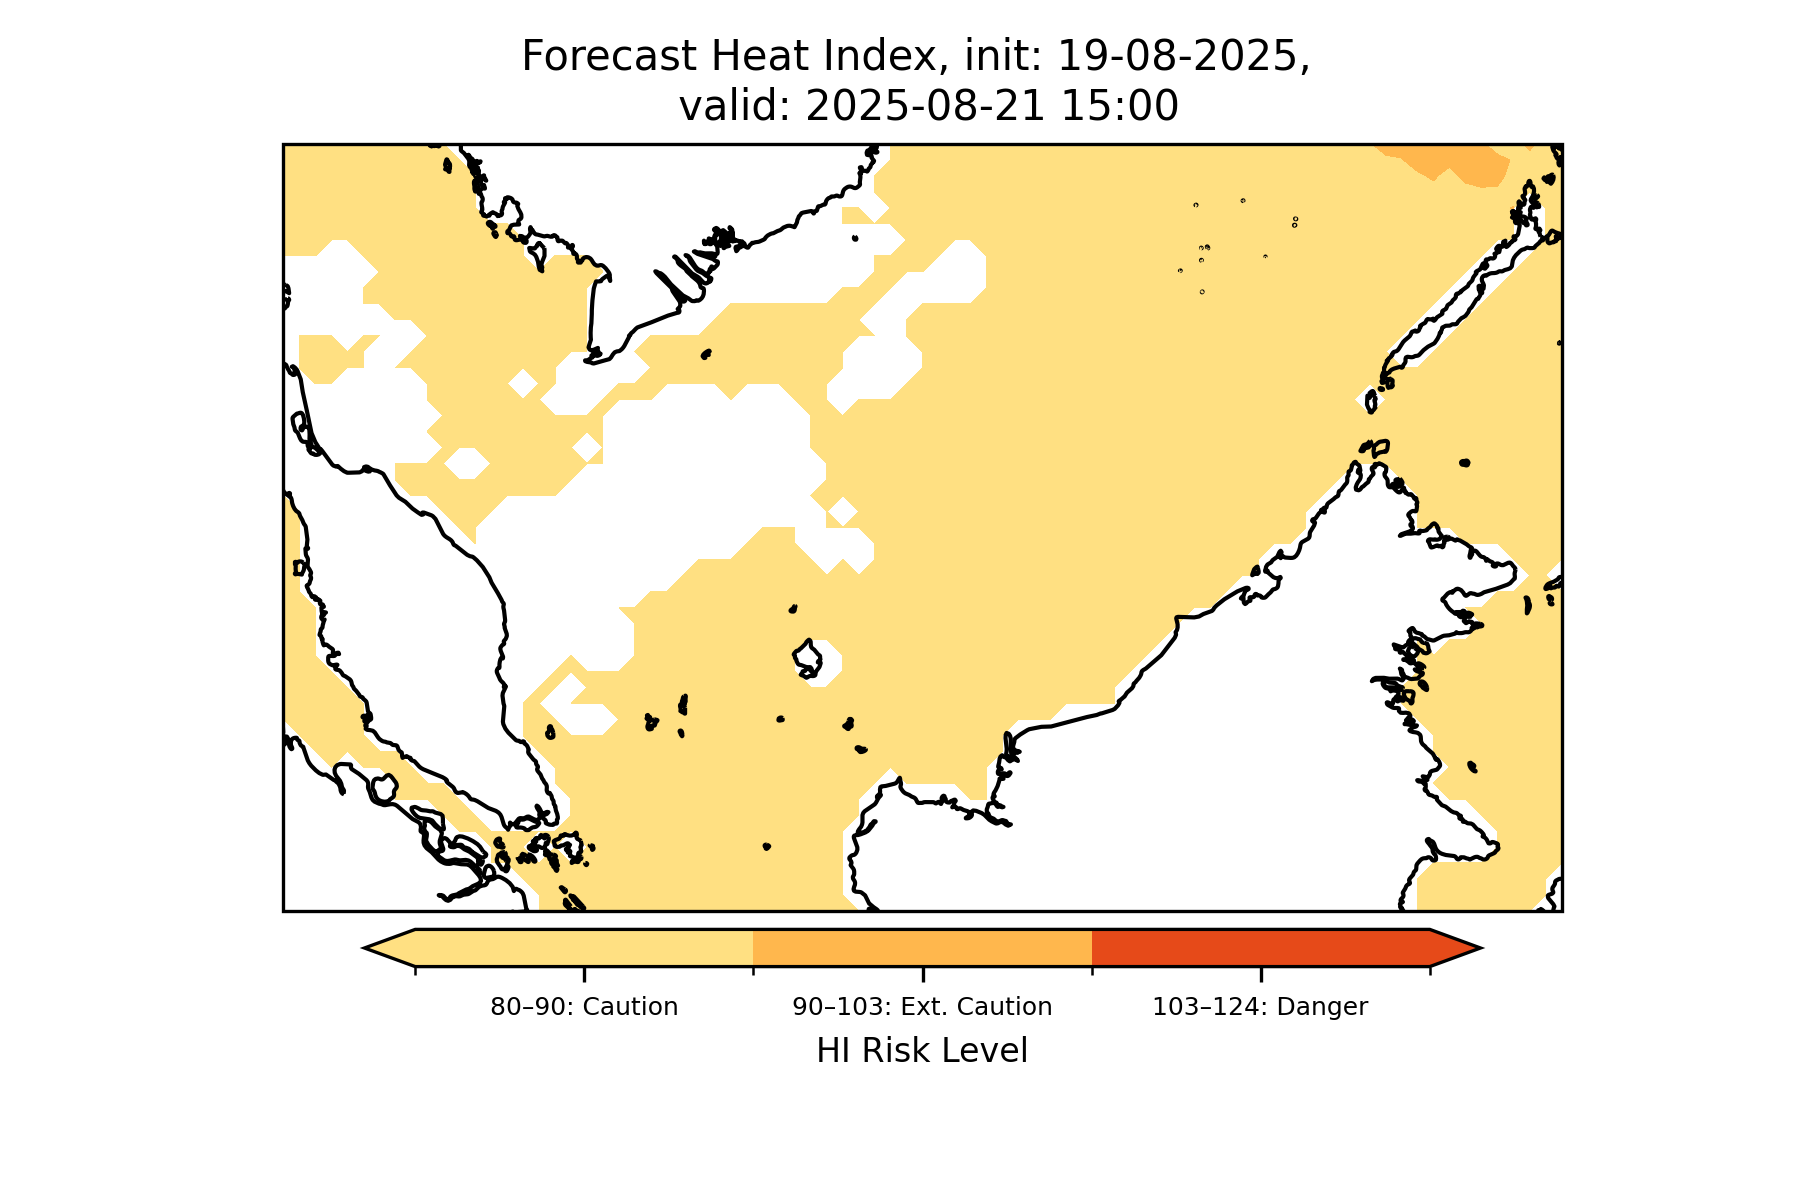 Forecast Heat Index, init: 19-08-2025,
valid: 2025-08-21 15:00
80–90: Caution
90–103: Ext. Caution
103–124: Danger
HI Risk Level